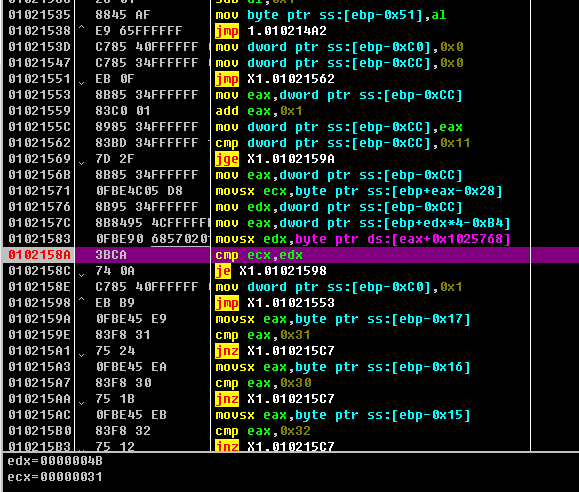 01021535 8845 AF mov byte ptr ss:[ebp-0x51],al
01021538 ^ E9 65FFFFFF jmp 1.010214A2
0102153D C785 40FFFFFF mov dword ptr ss:[ebp-0xC0],0x0
01021547 C785 34FFFFFF mov dword ptr ss:[ebp-0xCC],0x0
01021551 EB 0F jmp X1.01021562
01021553 8B85 34FFFFFF mov eax,dword ptr ss:[ebp-0xCC]
01021559 83C0 01 add eax,0x1
0102155C 8985 34FFFFFF mov dword ptr ss:[ebp-0xCC],eax
01021562 83BD 34FFFFFF cmp dword ptr ss:[ebp-0xCC],0x11
01021569 7D 2F jge X1.0102159A
0102156B 8B85 34FFFFFF mov eax,dword ptr ss:[ebp-0xCC]
01021571 0FBE4C05 D8 movsx ecx,byte ptr ss:[ebp+eax-0x28]
01021576 8B95 34FFFFFF mov edx,dword ptr ss:[ebp-0xCC]
0102157C 8B8495 4CFFFFF mov eax,dword ptr ss:[ebp+edx*4-0xB4]
01021583 0FBE90 68570201 movsx edx,byte ptr ds:[eax+0x1025768]
0102158A 3BCA cmp ecx,edx
0102158C 74 0A je X1.01021598
0102158E C785 40FFFFFF mov dword ptr ss:[ebp-0xC0],0x1
01021598 ^ EB B9 jmp X1.01021553
0102159A 0FBE45 E9 movsx eax,byte ptr ss:[ebp-0x17]
0102159E 83F8 31 cmp eax,0x31
010215A1 75 24 jnz X1.010215C7
010215A3 0FBE45 EA movsx eax,byte ptr ss:[ebp-0x16]
010215A7 83F8 30 cmp eax,0x30
010215AA 75 1B jnz X1.010215C7
010215AC 0FBE45 EB movsx eax,byte ptr ss:[ebp-0x15]
010215B0 83F8 32 cmp eax,0x32
010215B3 75 12 jnz X1.010215C7
edx=0000004B
ecx=00000031